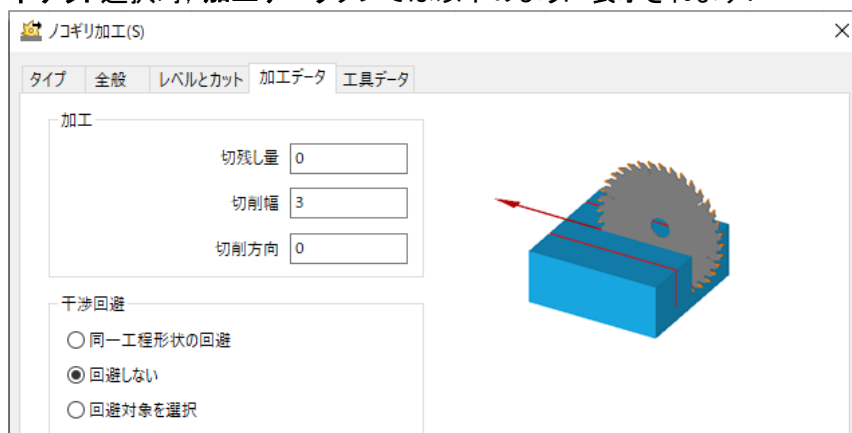 ノコギリ加工(S)
タイプ 全般 レベルとカット 加工データ 工具データ
加工
切残し量 0
切削幅 3
切削方向 0
干渉回避
同一工程形状の回避
回避しない
回避対象を選択